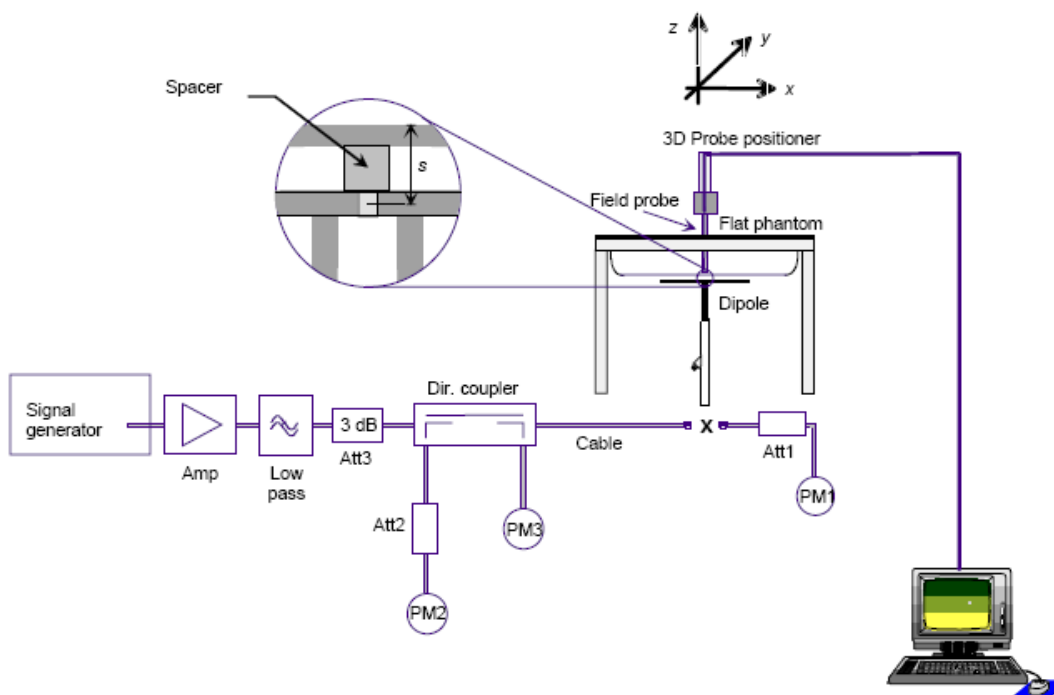 z
y
x
Spacer
s
3D Probe positioner
Field probe
Flat phantom
Dipole
Signal
generator
Amp
Low
pass
3 dB
Att3
Dir. coupler
Cable
X
Att1
PM1
Att2
PM3
PM2